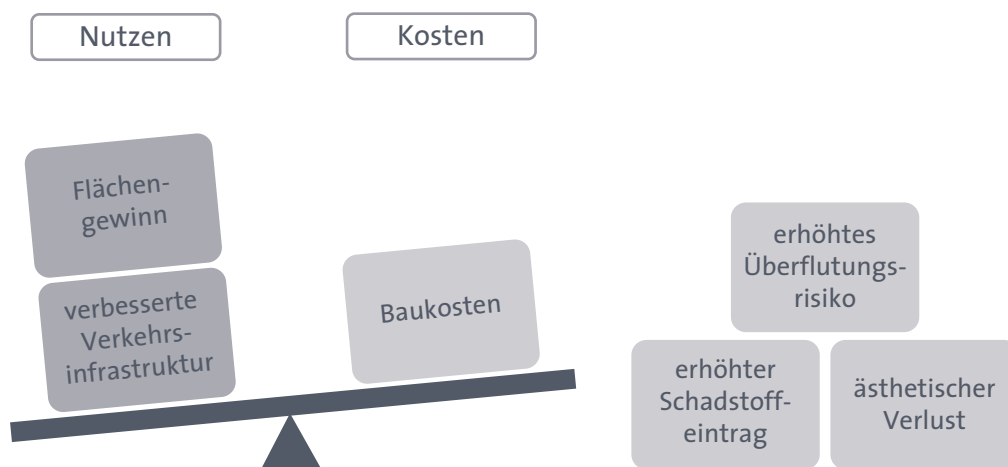 Nutzen
Kosten
Flächen-
gewinn
verbesserte
Verkehrs-
infrastruktur
Baukosten
erhöhtes
Überflutungs-
risiko
erhöhter
Schadstoff-
eintrag
ästhetischer
Verlust